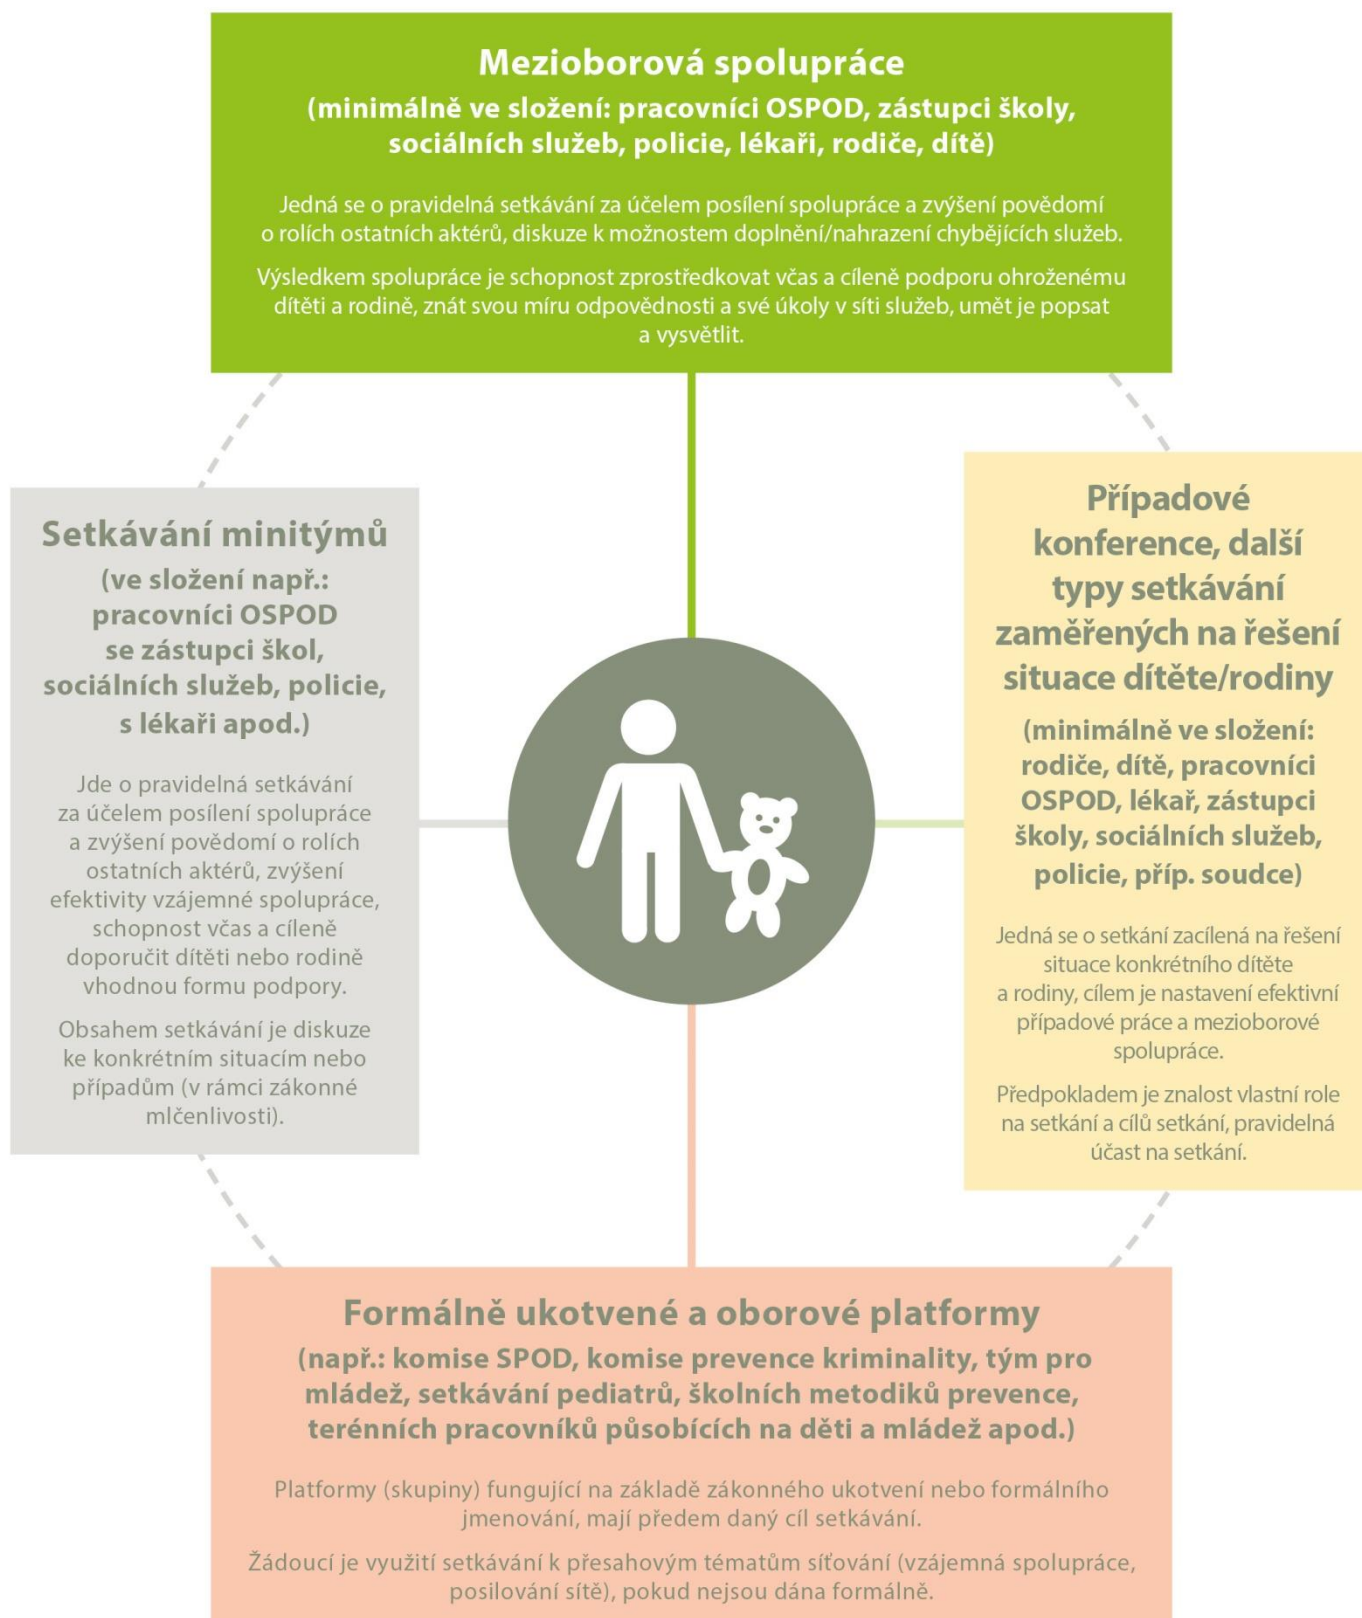 Mezioborová spolupráce
(minimálně ve složení: pracovníci OSPOD, zástupci školy,
sociálních služeb, policie, lékaři, rodiče, dítě)
Jedná se o pravidelná setkávání za účelem posílení spolupráce a zvýšení povědomí
o rolích ostatních aktérů, diskuze k možnostem doplnění/nahrazení chybějících služeb.
Výsledkem spolupráce je schopnost zprostředkovat včas a cíleně podporu ohroženému
dítěti a rodině, znát svou míru odpovědnosti a své úkoly v síti služeb, umět je popsat
a vysvětlit.
Setkávání minitýmů
(ve složení např.:
pracovníci OSPOD
se zástupci škol,
sociálních služeb, policie,
s lékaři apod.)
Jde o pravidelná setkávání
za účelem posílení spolupráce
a zvýšení povědomí o rolích
ostatních aktérů, zvýšení
efektivity vzájemné spolupráce,
schopnost včas a cíleně
doporučit dítěti nebo rodině
vhodnou formu podpory.
Obsahem setkávání je diskuze
ke konkrétním situacím nebo
případům (v rámci zákonné
mlčenlivosti).
Případové
konference, další
typy setkávání
zaměřených na řešení
situace dítěte/rodiny
(minimálně ve složení:
rodiče, dítě, pracovníci
OSPOD, lékař, zástupci
školy, sociálních služeb,
policie, příp. soudce)
Jedná se o setkání zacílená na řešení
situace konkrétního dítěte
a rodiny, cílem je nastavení efektivní
případové práce a mezioborové
spolupráce.
Předpokladem je znalost vlastní role
na setkání a cílů setkání, pravidelná
účast na setkání.
Formálně ukotvené a oborové platformy
(např.: komise SPOD, komise prevence kriminality, tým pro
mládež, setkávání pediatrů, školních metodiků prevence,
terénních pracovníků působících na děti a mládež apod.)
Platformy (skupiny) fungující na základě zákonného ukotvení nebo formálního
jmenování, mají předem daný cíl setkávání.
Žádoucí je využití setkávání k přesahovým tématům síťování (vzájemná spolupráce,
posilování sítě), pokud nejsou dána formálně.